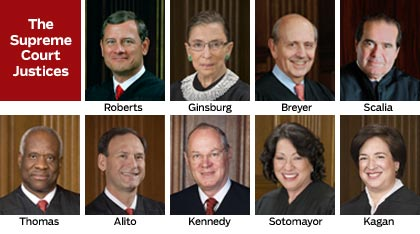 The
Supreme
Court
Justices
Roberts
Ginsburg
Breyer
Scalia
Thomas
Alito
Kennedy
Sotomayor
Kagan